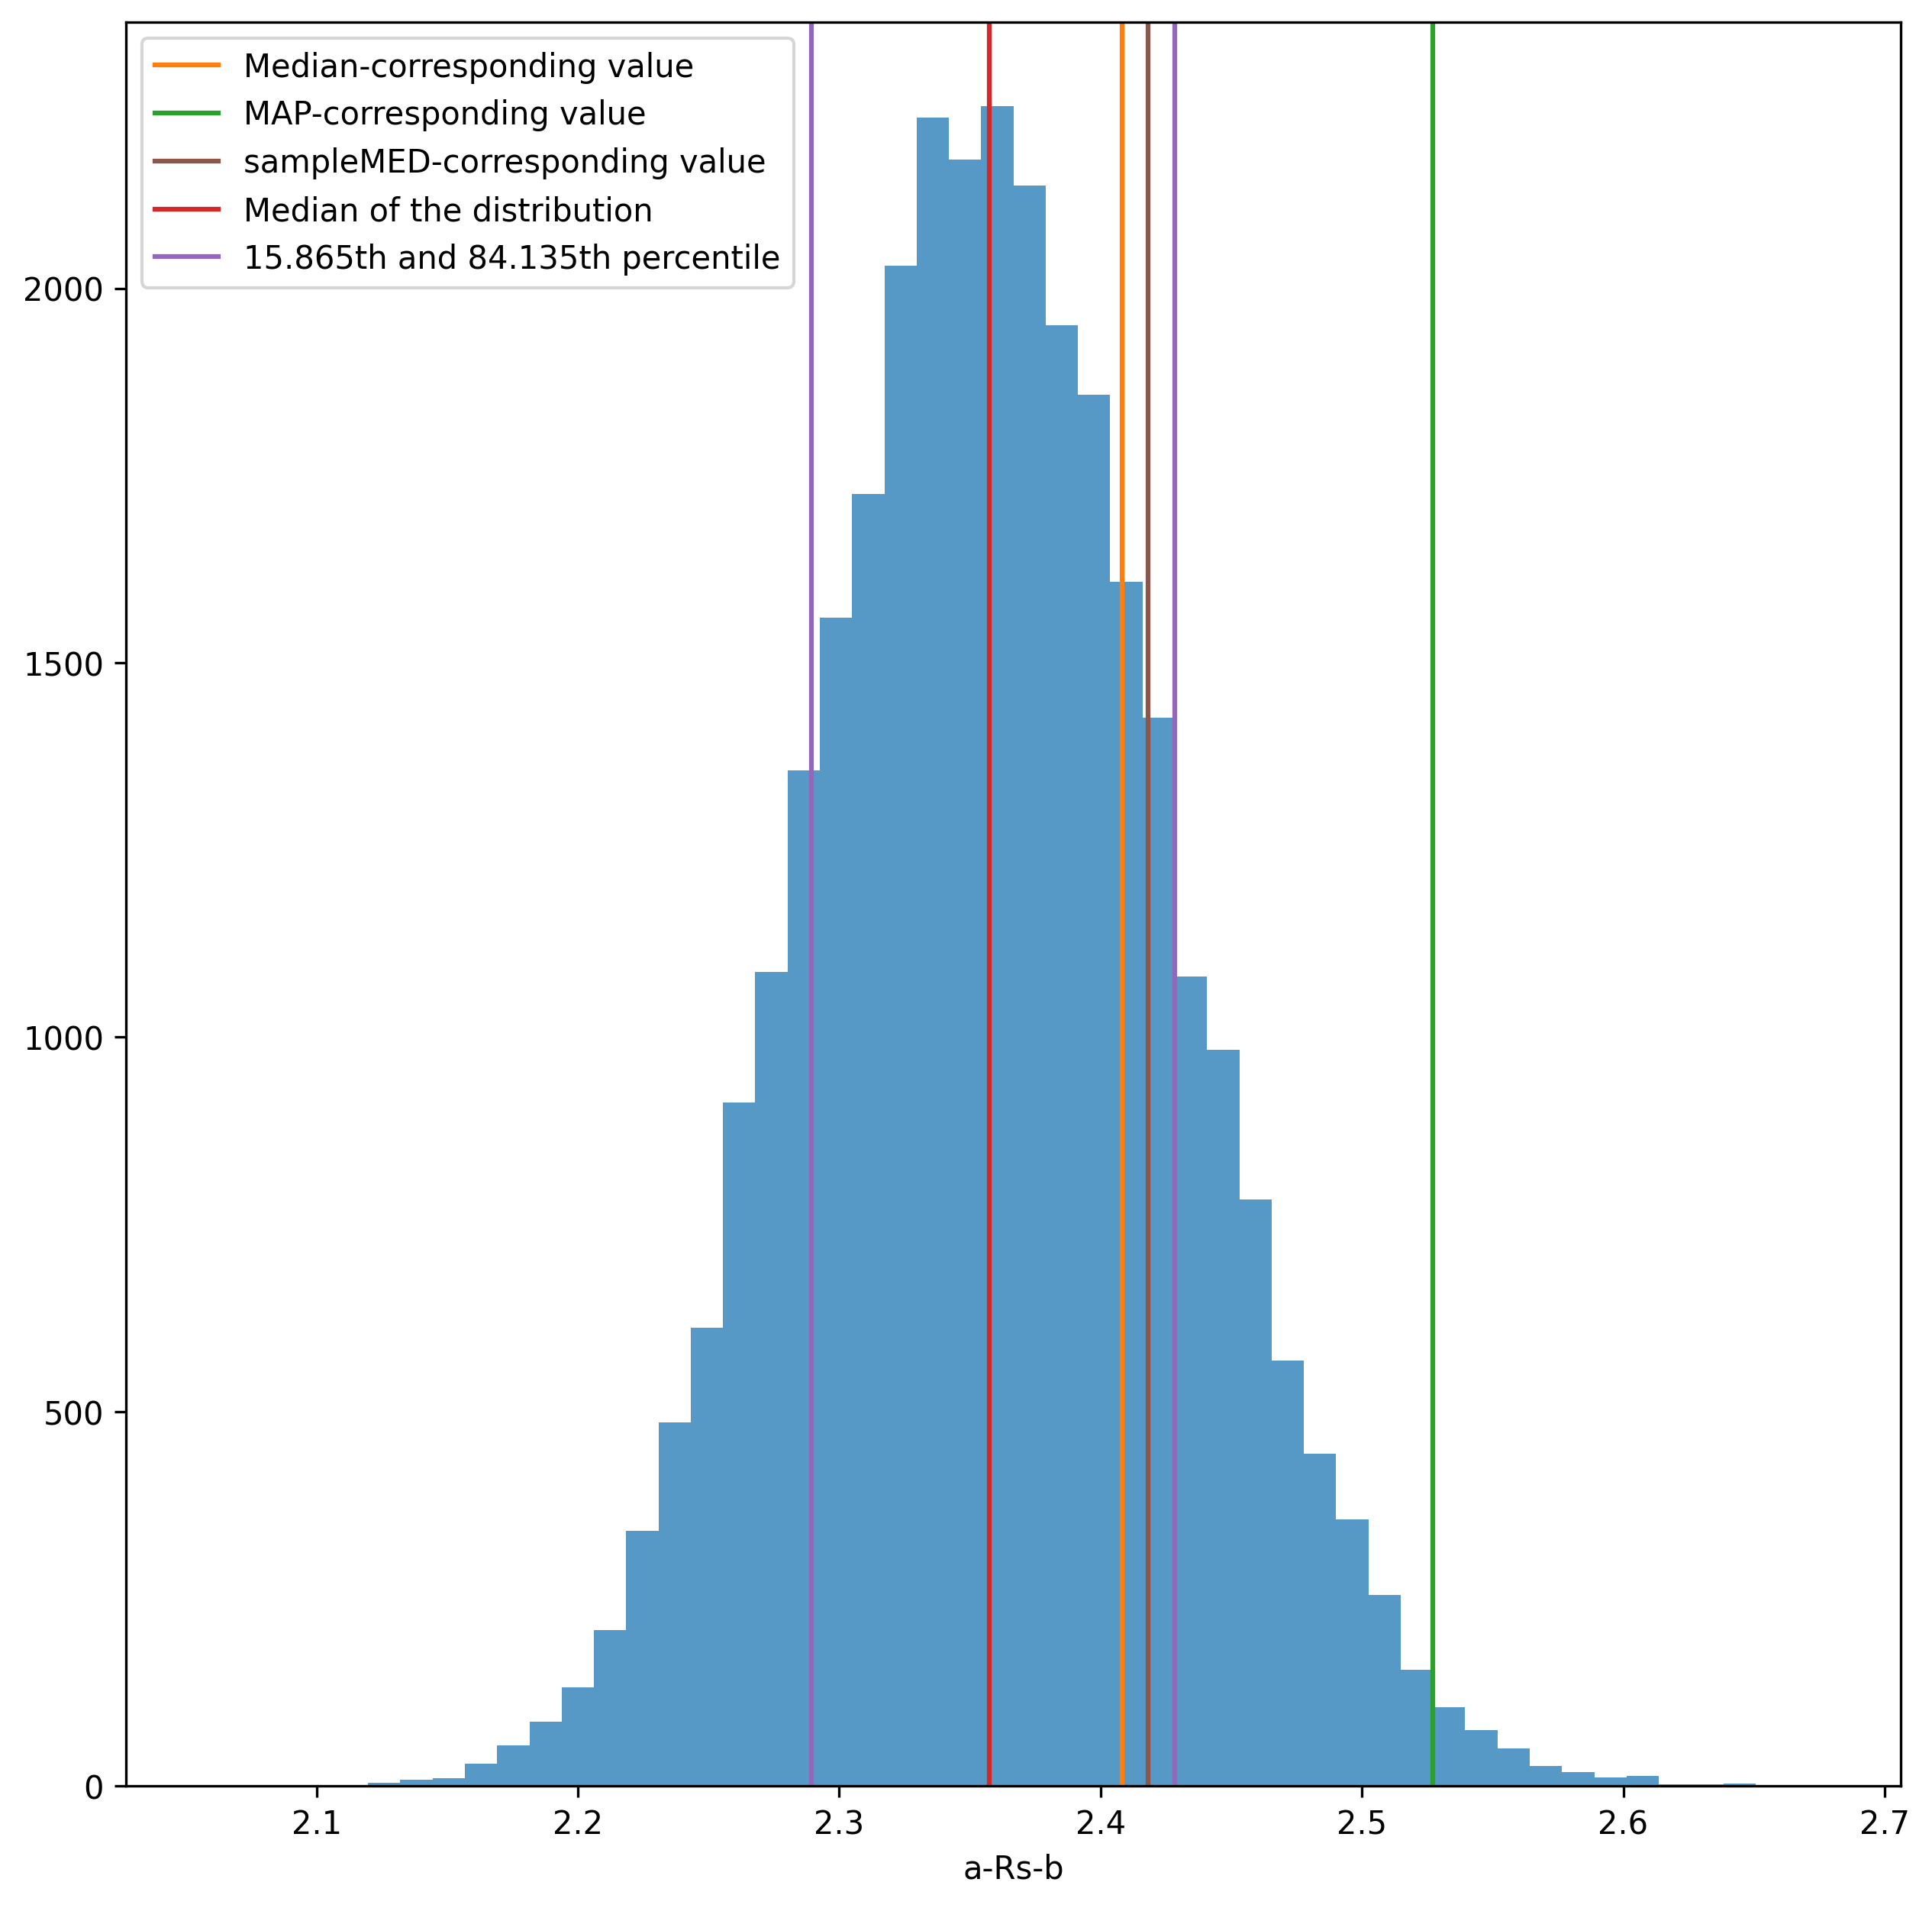 Median-corresponding value
MAP-corresponding value
sampleMED-corresponding value
Median of the distribution
15.865th and 84.135th percentile
2000
1500
1000
500
0
2.1 2.2 2.3 2.4 2.5 2.6 2.7
a-Rs-b